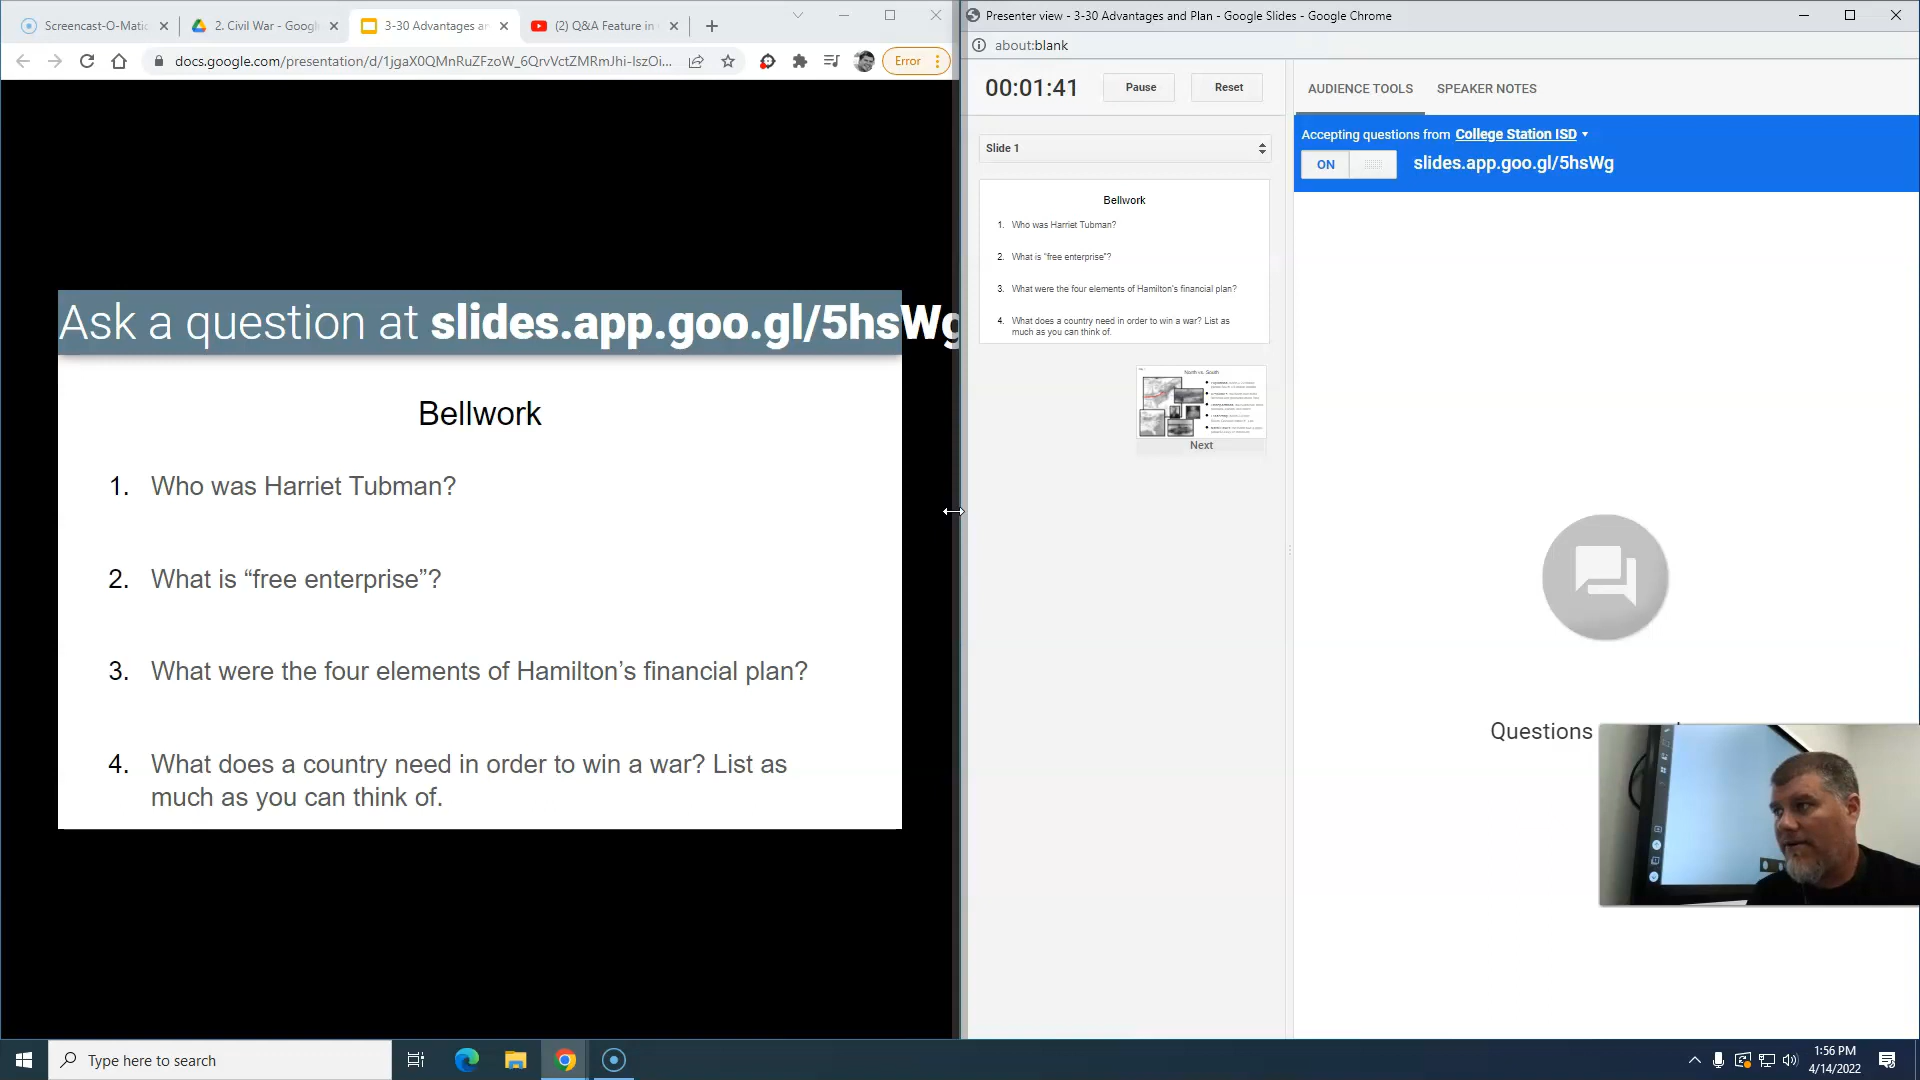 Screencast-O-Matic
2. Civil War - Google
3-30 Advantages an
(2) Q&A Feature in
docs.google.com/presentation/d/1jgaX0QMnRuZFzoW_6QrvVctZMRmJhi-IszOi...
Error
Ask a question at slides.app.goo.gl/5hsWg
Bellwork
1. Who was Harriet Tubman?
2. What is “free enterprise”?
3. What were the four elements of Hamilton’s financial plan?
4. What does a country need in order to win a war? List as
much as you can think of.
Presenter view - 3-30 Advantages and Plan - Google Slides - Google Chrome
about:blank
00:01:41
Pause
Reset
Slide 1
Bellwork
1. Who was Harriet Tubman?
2. What is “free enterprise”?
3. What were the four elements of Hamilton’s financial plan?
4. What does a country need in order to win a war? List as
much as you can think of.
North vs. South
Next
AUDIENCE TOOLS
SPEAKER NOTES
Accepting questions from College Station ISD
ON
slides.app.goo.gl/5hsWg
Questions
Type here to search
1:56 PM
4/14/2022